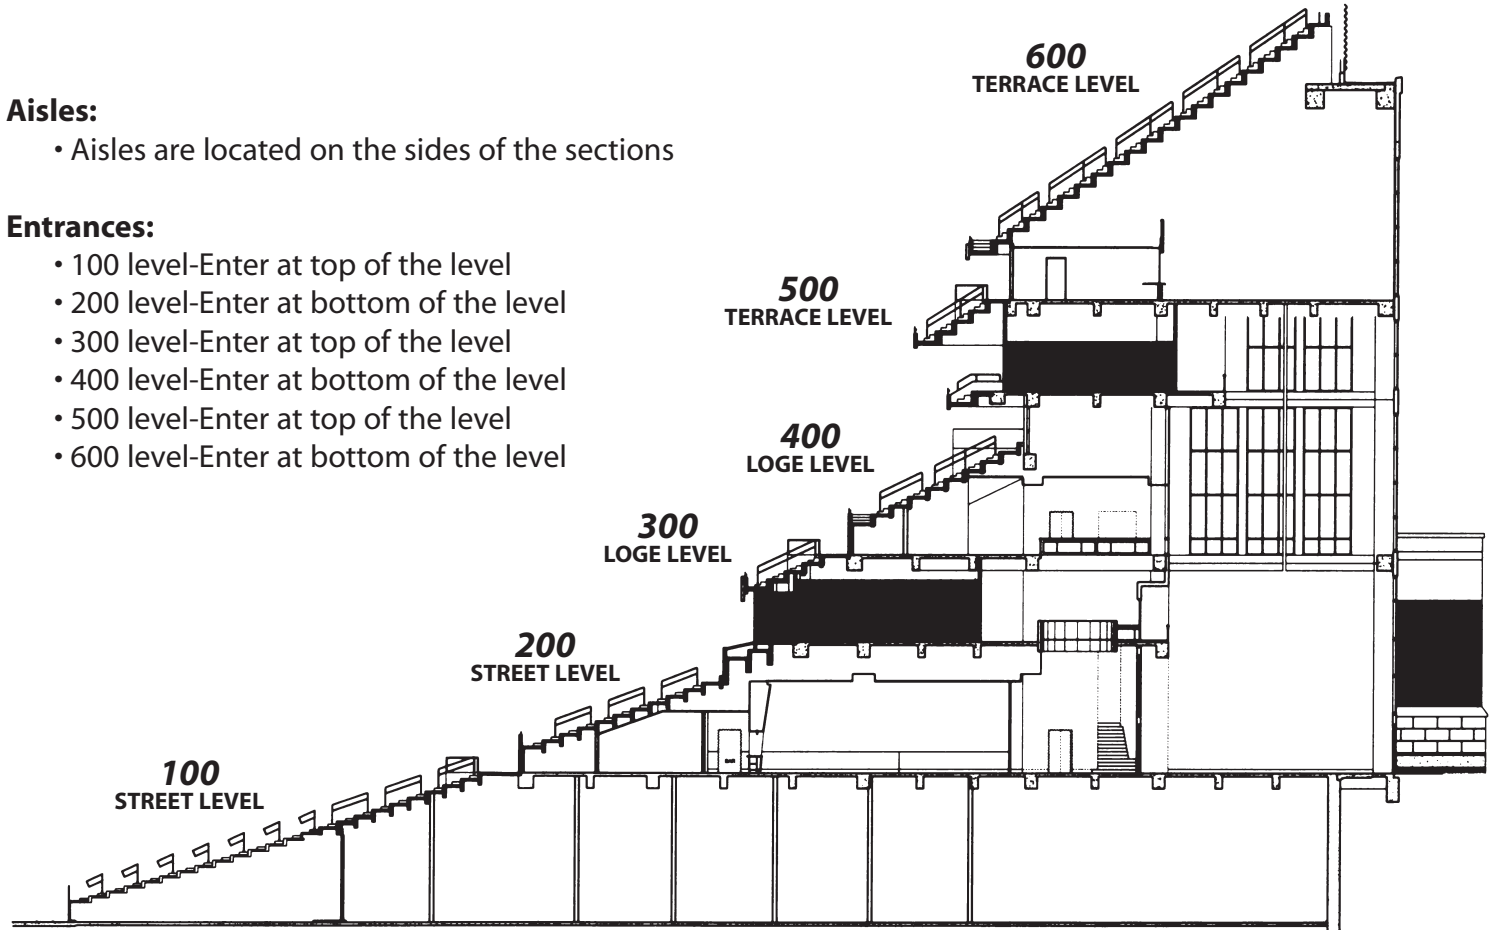 Aisles:
• Aisles are located on the sides of the sections
Entrances:
• 100 level-Enter at top of the level
• 200 level-Enter at bottom of the level
• 300 level-Enter at top of the level
• 400 level-Enter at bottom of the level
• 500 level-Enter at top of the level
• 600 level-Enter at bottom of the level
600
TERRACE LEVEL
500
TERRACE LEVEL
400
LOGE LEVEL
300
LOGE LEVEL
200
STREET LEVEL
100
STREET LEVEL
BAR